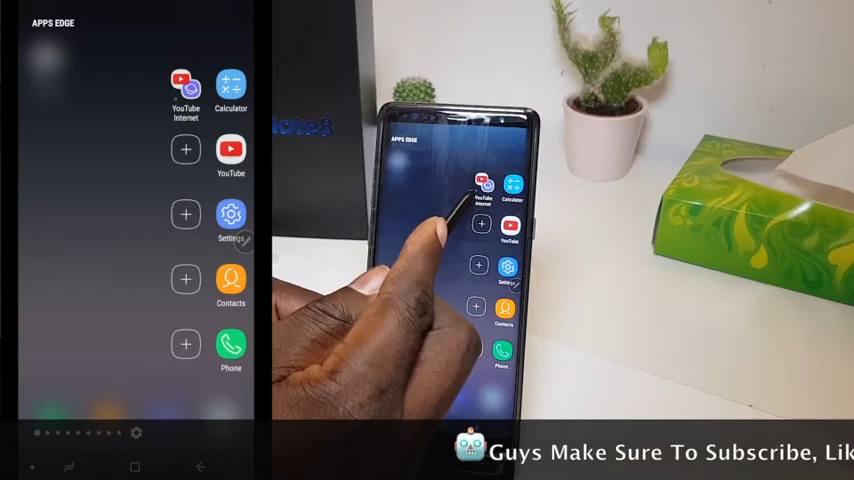 APPS EDGE
YouTube
Internet
Calculator
YouTube
Settings
Contacts
Phone
Note8
APPS EDGE
YouTube
Internet
Calculator
YouTube
Settings
Contacts
Phone
Guys Make Sure To Subscribe, Lik